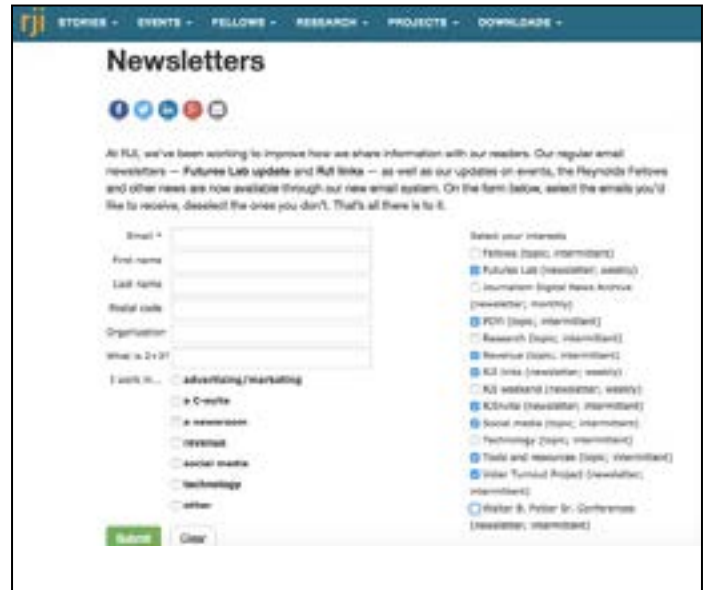 rji STORIES EVENTS FELLOWS RESEARCH PROJECTS DOWNLOADS
Newsletters
At RJI, we've been working to improve how we share information with our readers. Our regular email
newsletters — Futures Lab update and RJI links — as well as our updates on events, the Reynolds Fellows
and other news are now available through our new email system. On the form below, select the emails you'd
like to receive, deselect the ones you don't. That's all there is to it.
Email *
First name
Last name
Postal code
Organization
What is 2+3?
I work in...
advertising/marketing
a C-suite
a newsroom
revenue
social media
technology
other
Submit Clear
Select your interests
Fellows (topic; intermittent)
Futures Lab (newsletter; weekly)
Journalism Digital News Archive
(newsletter; monthly)
(topic; intermittent)
Research (topic; intermittent)
Revenue (topic; intermittent)
RJI links (newsletter; weekly)
RJI weekend (newsletter; weekly)
(newsletter; intermittent)
Social media (topic; intermittent)
Technology (topic; intermittent)
Tools and resources (topic; intermittent)
Voter Turnout Project (newsletter;
intermittent)
Walter B. Potter Sr. Conferences
(newsletter; intermittent)